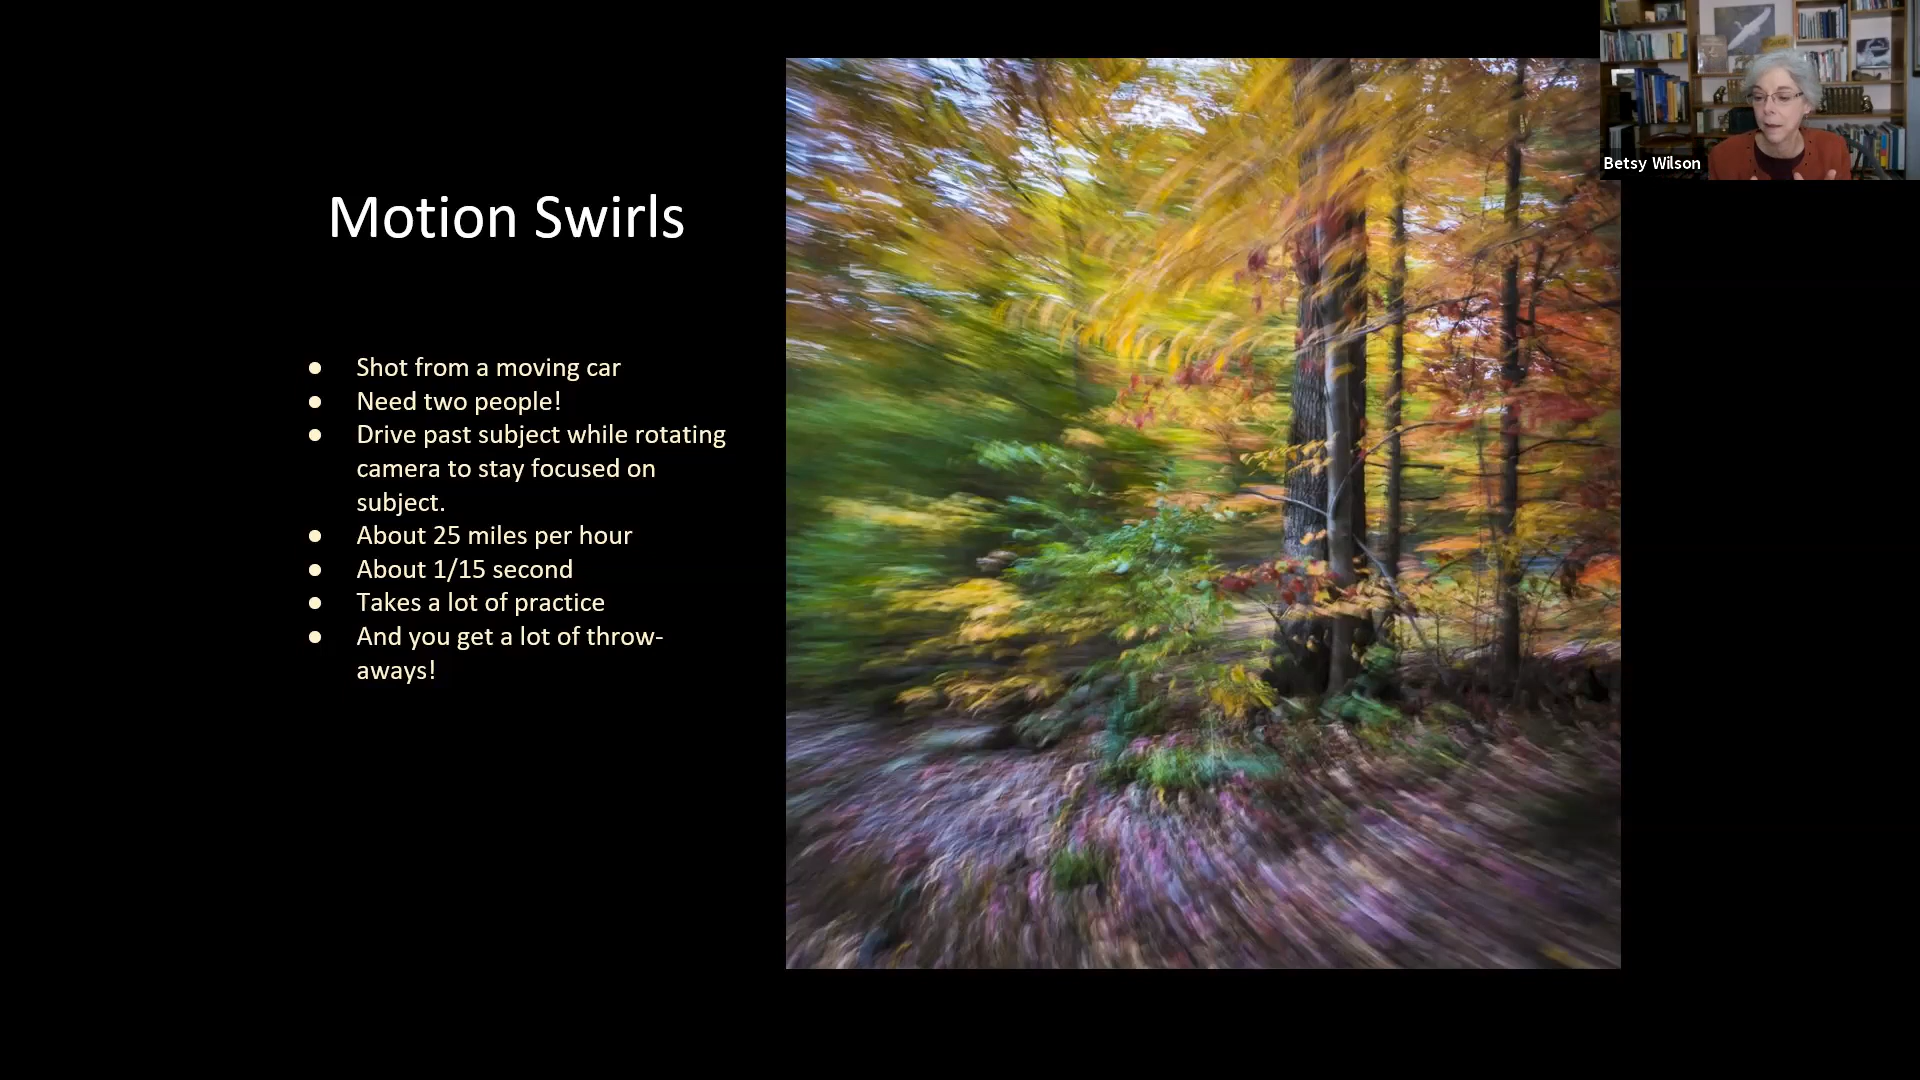 Betsy Wilson
Motion Swirls
● Shot from a moving car
● Need two people!
● Drive past subject while rotating
camera to stay focused on
subject.
● About 25 miles per hour
● About 1/15 second
● Takes a lot of practice
● And you get a lot of throw-
aways!